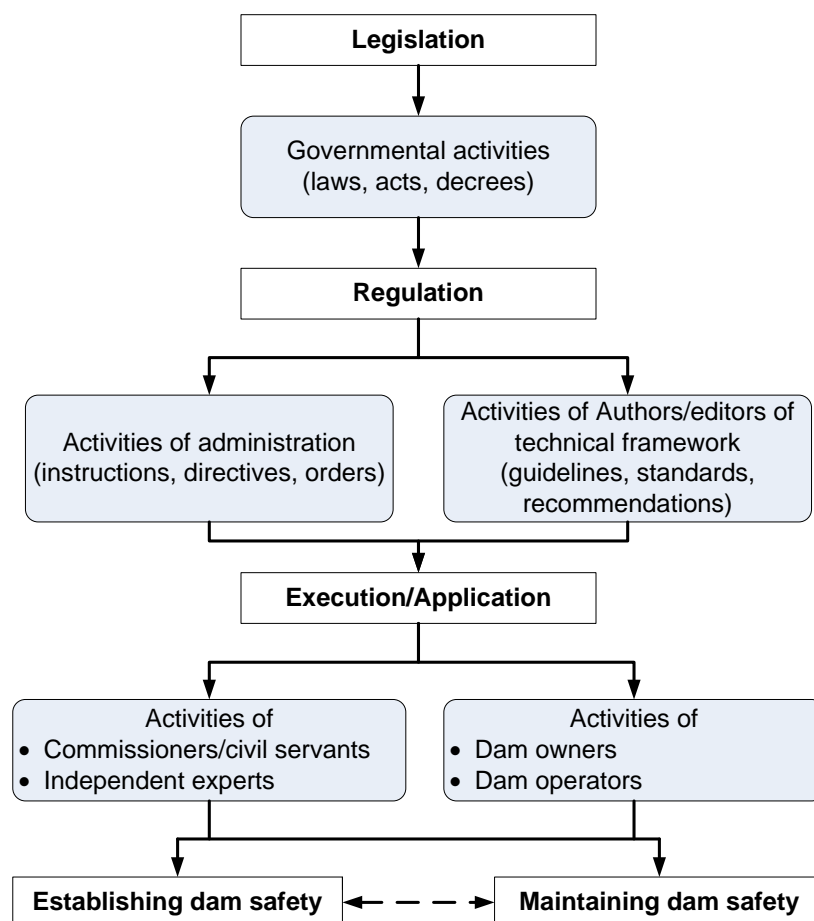 Legislation
Governmental activities
(laws, acts, decrees)
Regulation
Activities of administration
(instructions, directives, orders)
Activities of Authors/editors of
technical framework
(guidelines, standards,
recommendations)
Execution/Application
Activities of
• Commissioners/civil servants
• Independent experts
Activities of
• Dam owners
• Dam operators
Establishing dam safety
Maintaining dam safety